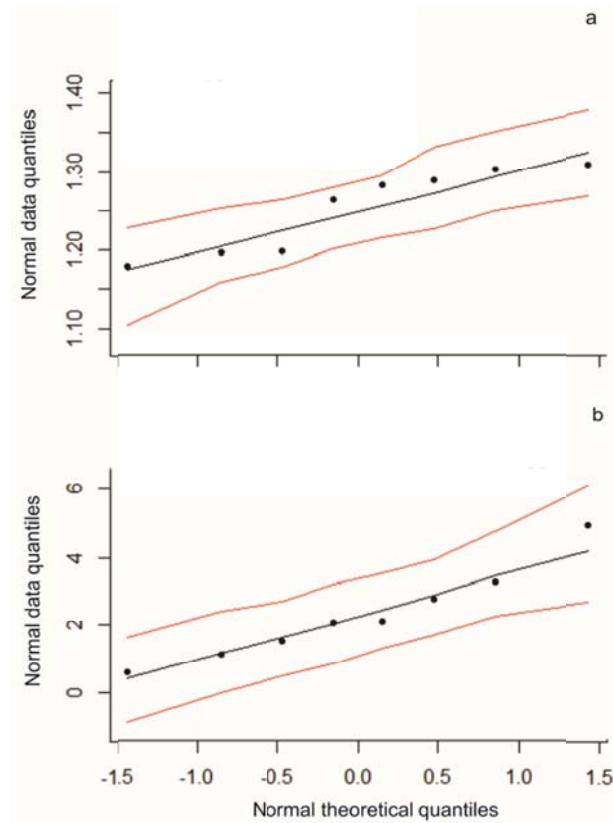 a
Normal data quantiles
1.40
1.30
1.20
1.10
b
Normal data quantiles
6
4
2
0
-1.5 -1.0 -0.5 0.0 0.5 1.0 1.5
Normal theoretical quantiles